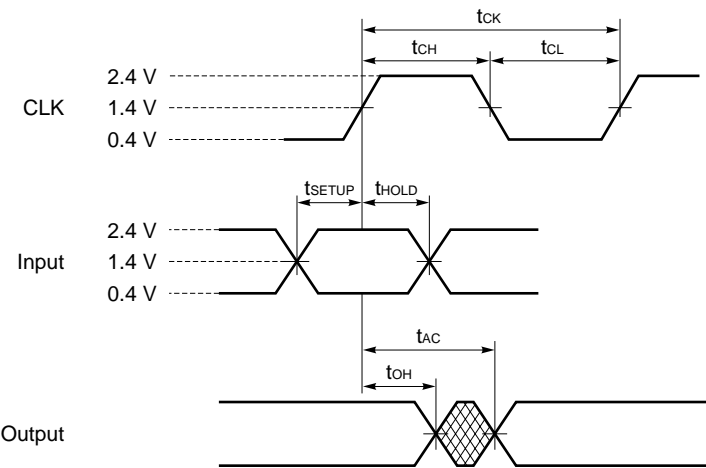 tCK
tCH tCL
2.4 V
CLK 1.4 V
0.4 V
tSETUP tHOLD
2.4 V
Input 1.4 V
0.4 V
tAC
tOH
Output